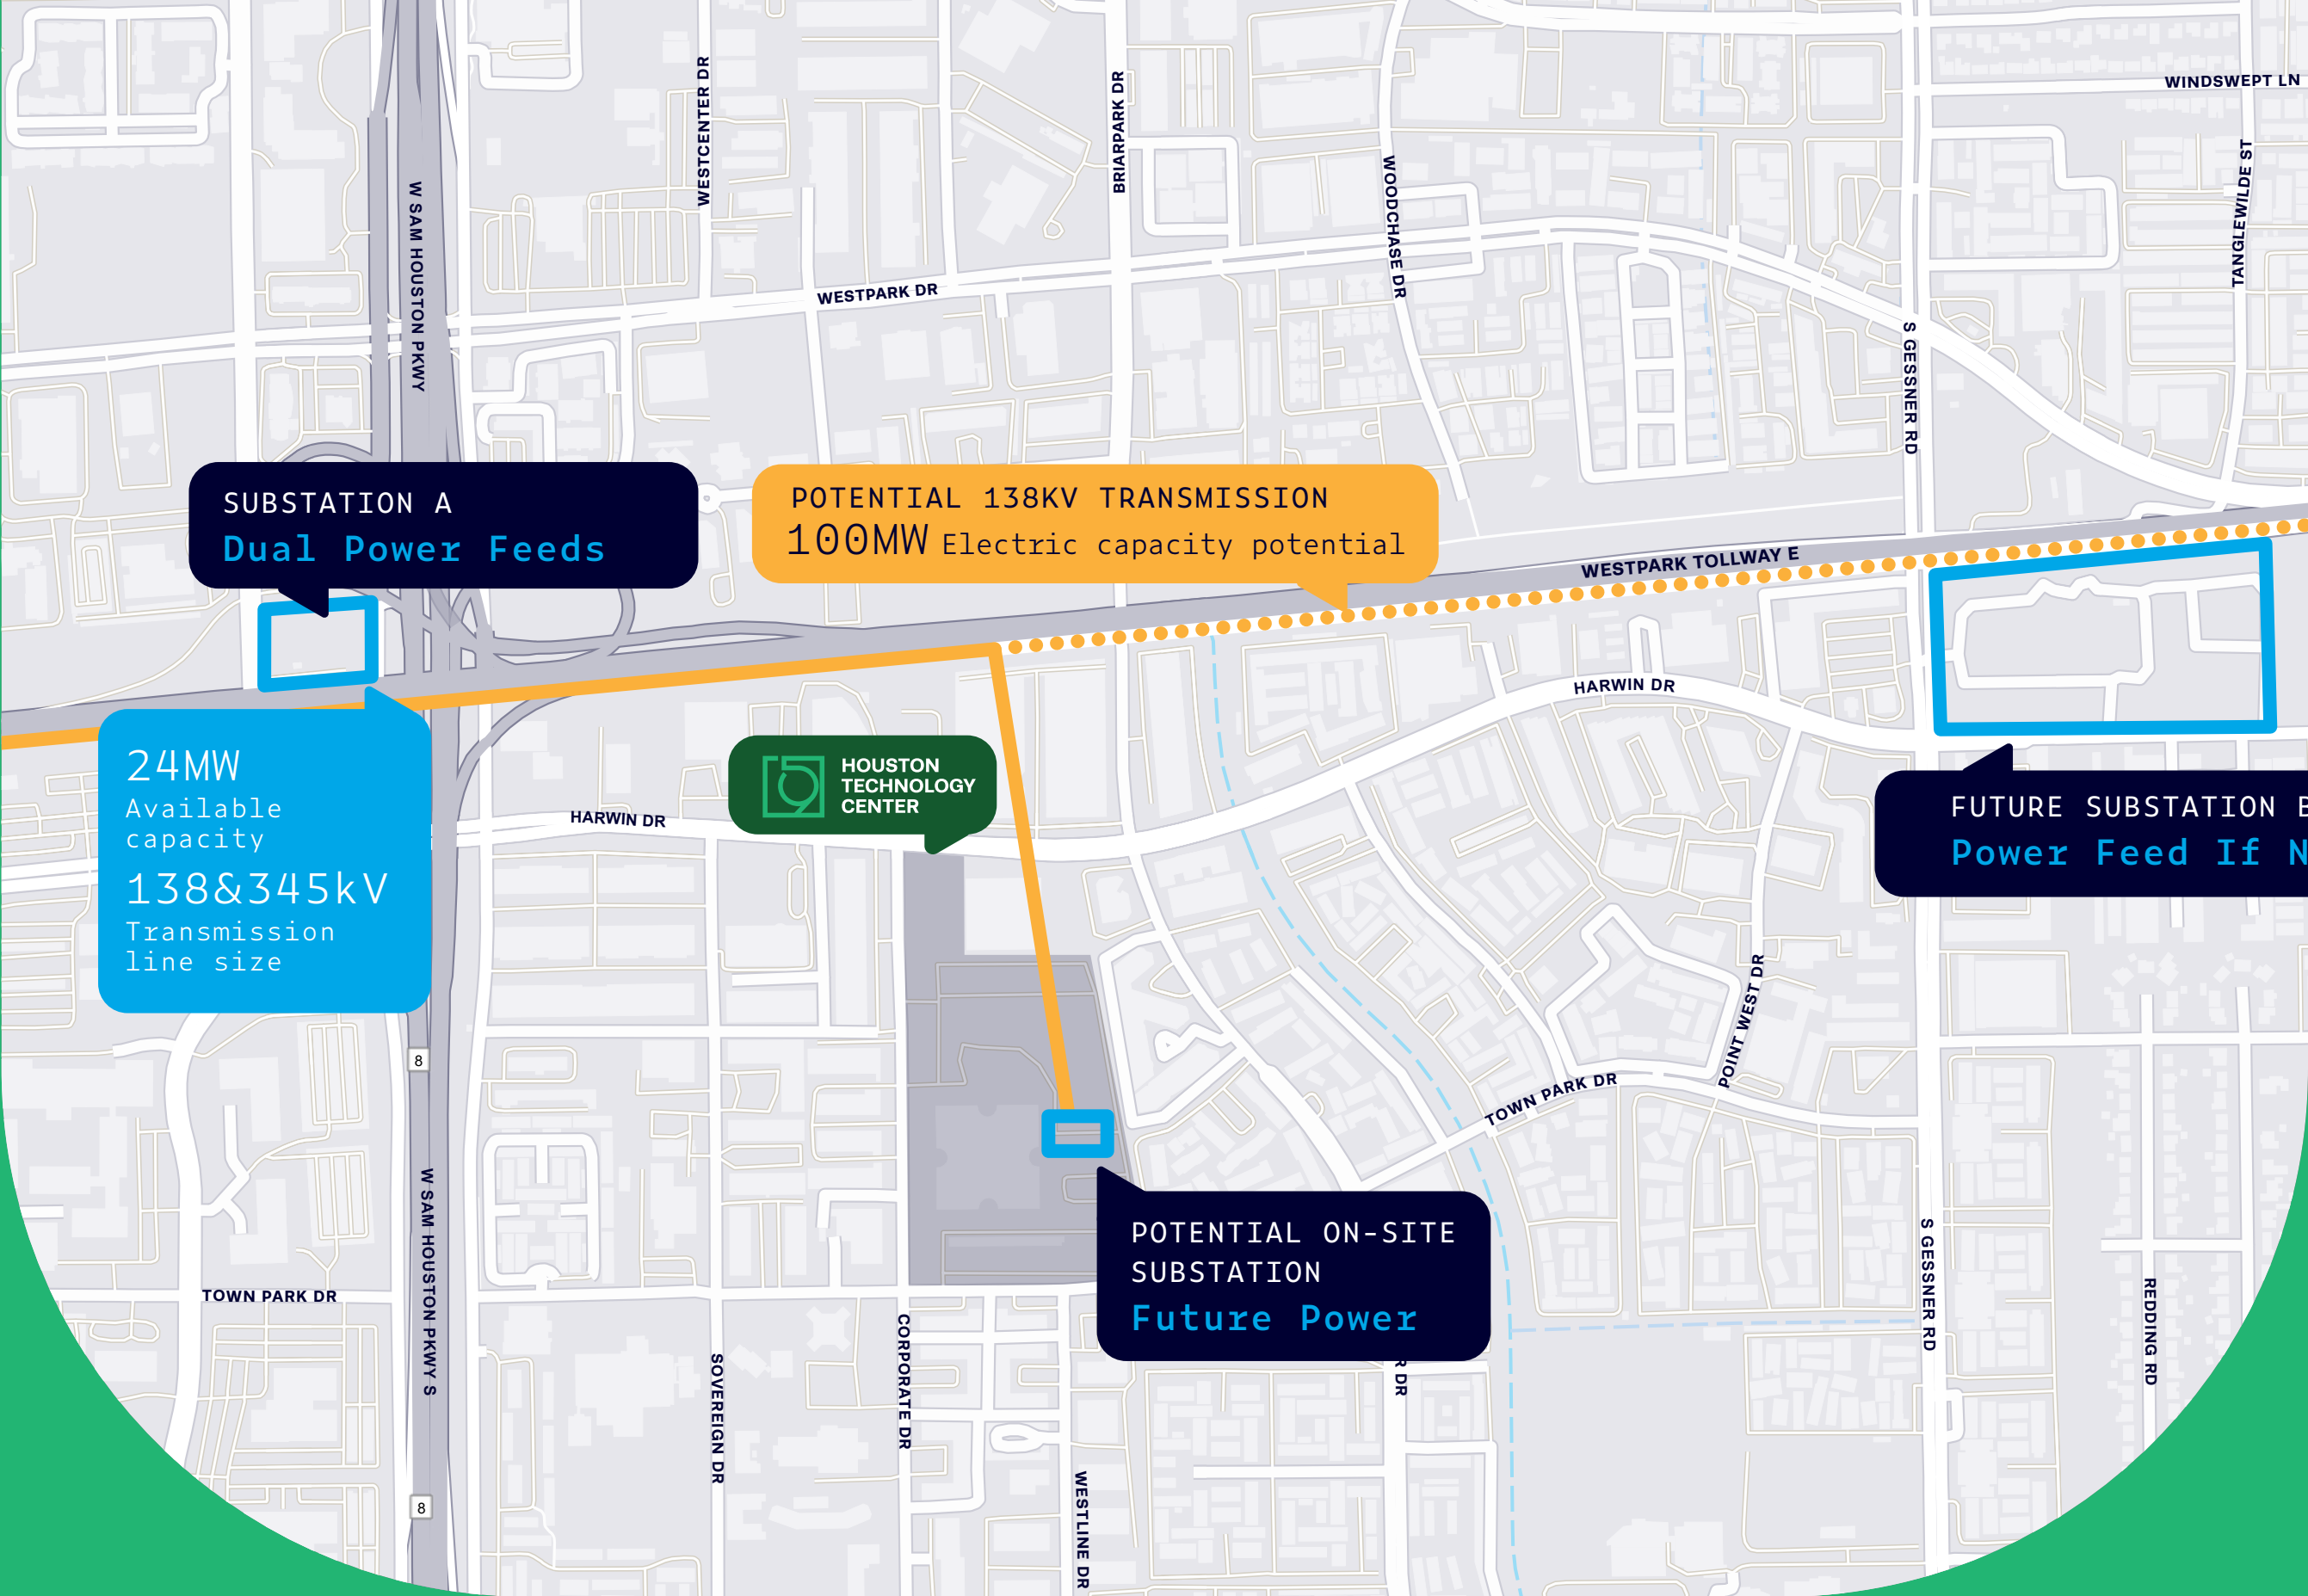 WINDSWEPT LN
WESTCENTER DR
BRIARPARK DR
WOODCHASE DR
TANGLEWILDE ST
W SAM HOUSTON PKWY
WESTPARK DR
S GESSNER RD
SUBSTATION A
Dual Power Feeds
POTENTIAL 138KV TRANSMISSION
100MW Electric capacity potential
WESTPARK TOLLWAY E
HARWIN DR
24MW
Available
capacity
138&345kV
Transmission
line size
HOUSTON
TECHNOLOGY
CENTER
HARWIN DR
FUTURE SUBSTATION B
Power Feed If N
POINT WEST DR
8
TOWN PARK DR
W SAM HOUSTON PKWY S
POTENTIAL ON-SITE
SUBSTATION
Future Power
S GESSNER RD
REDDING RD
TOWN PARK DR
CORPORATE DR
SOVEREIGN DR
R DR
WESTLINE DR
8